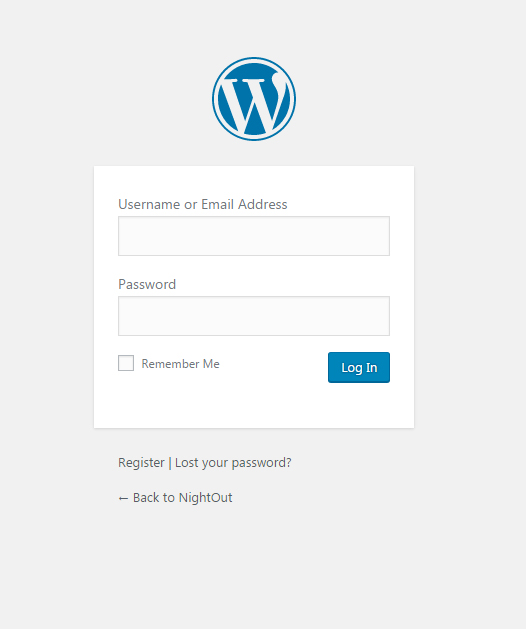 Username or Email Address
Password
Remember Me
Log In
Register | Lost your password?
← Back to NightOut